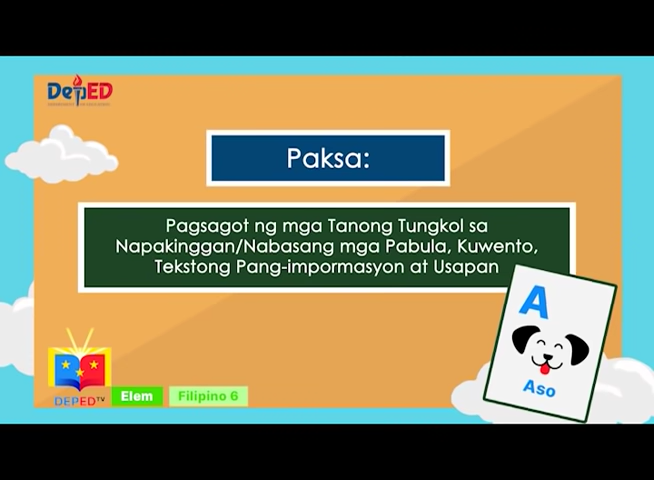 DepED
Paksa:
Pagsagot ng mga Tanong Tungkol sa
Napakinggan/Nabasang mga Pabula, Kuwento,
Tekstong Pang-impormasyon at Usapan
A
Aso
DEPED TV
Elem
Filipino 6